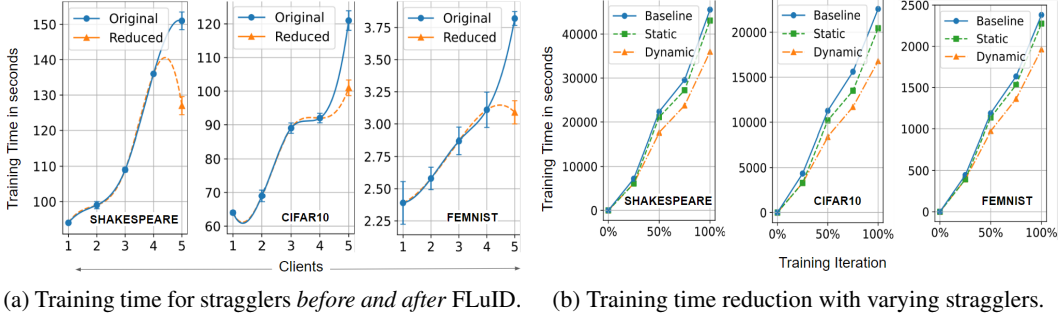 Training Time in seconds
150
140
130
120
110
100
Original
Reduced
SHAKESPEARE
1 2 3 4 5
120
110
100
90
80
70
60
Original
Reduced
CIFAR10
1 2 3 4 5
3.75
3.50
3.25
3.00
2.75
2.50
2.25
Original
Reduced
FEMNIST
1 2 3 4 5
Clients
(a) Training time for stragglers before and after FLuID.
Training Time in seconds
40000
30000
20000
10000
0
Baseline
Static
Dynamic
SHAKESPEARE
0% 50% 100%
20000
15000
10000
5000
0
Baseline
Static
Dynamic
CIFAR10
0% 50% 100%
2500
2000
1500
1000
500
0
Baseline
Static
Dynamic
FEMNIST
0% 50% 100%
Training Iteration
(b) Training time reduction with varying stragglers.